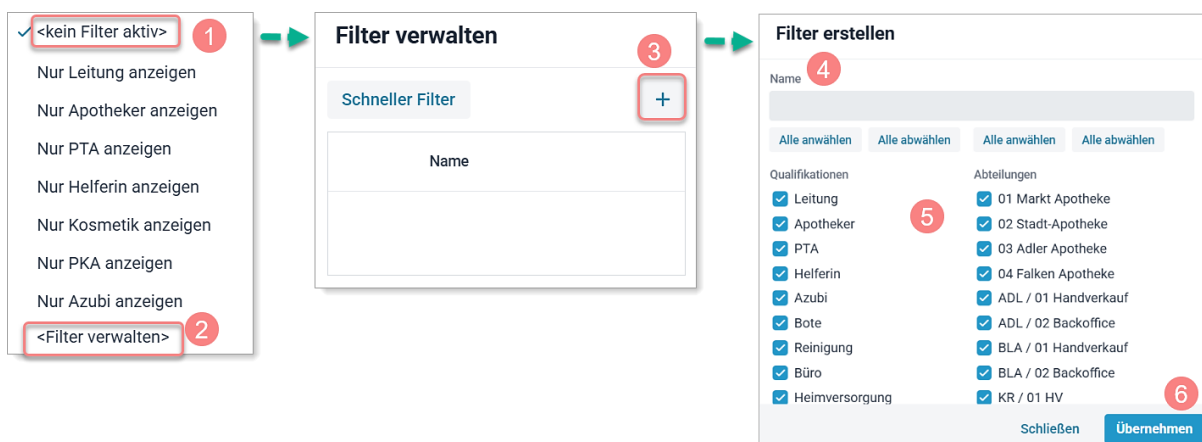 <kein Filter aktiv>
1
Nur Leitung anzeigen
Nur Apotheker anzeigen
Nur PTA anzeigen
Nur Helferin anzeigen
Nur Kosmetik anzeigen
Nur PKA anzeigen
Nur Azubi anzeigen
<Filter verwalten>
2
Filter verwalten
3
Schneller Filter
+
Name
Filter erstellen
Name
4
Alle anwählen Alle abwählen Alle anwählen Alle abwählen
Qualifikationen
Leitung
Apotheker
PTA
Helferin
Azubi
Bote
Reinigung
Büro
Heimversorgung
5
Abteilungen
01 Markt Apotheke
02 Stadt-Apotheke
03 Adler Apotheke
04 Falken Apotheke
ADL / 01 Handverkauf
ADL / 02 Backoffice
BLA / 01 Handverkauf
BLA / 02 Backoffice
KR / 01 HV
6
Schließen Übernehmen